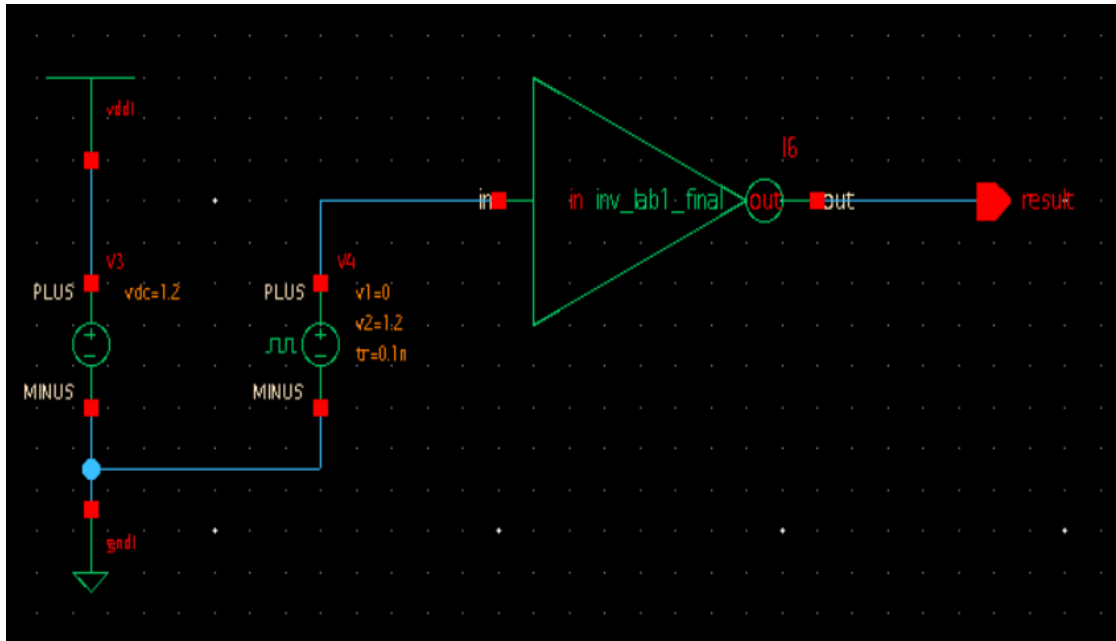 vdd!
V3
PLUS
vdc=1.2
MINUS
gnd!
V4
PLUS
v1=0
v2=1.2
tr=0.1n
MINUS
in
in inv_lab1_final out
I6
out
result